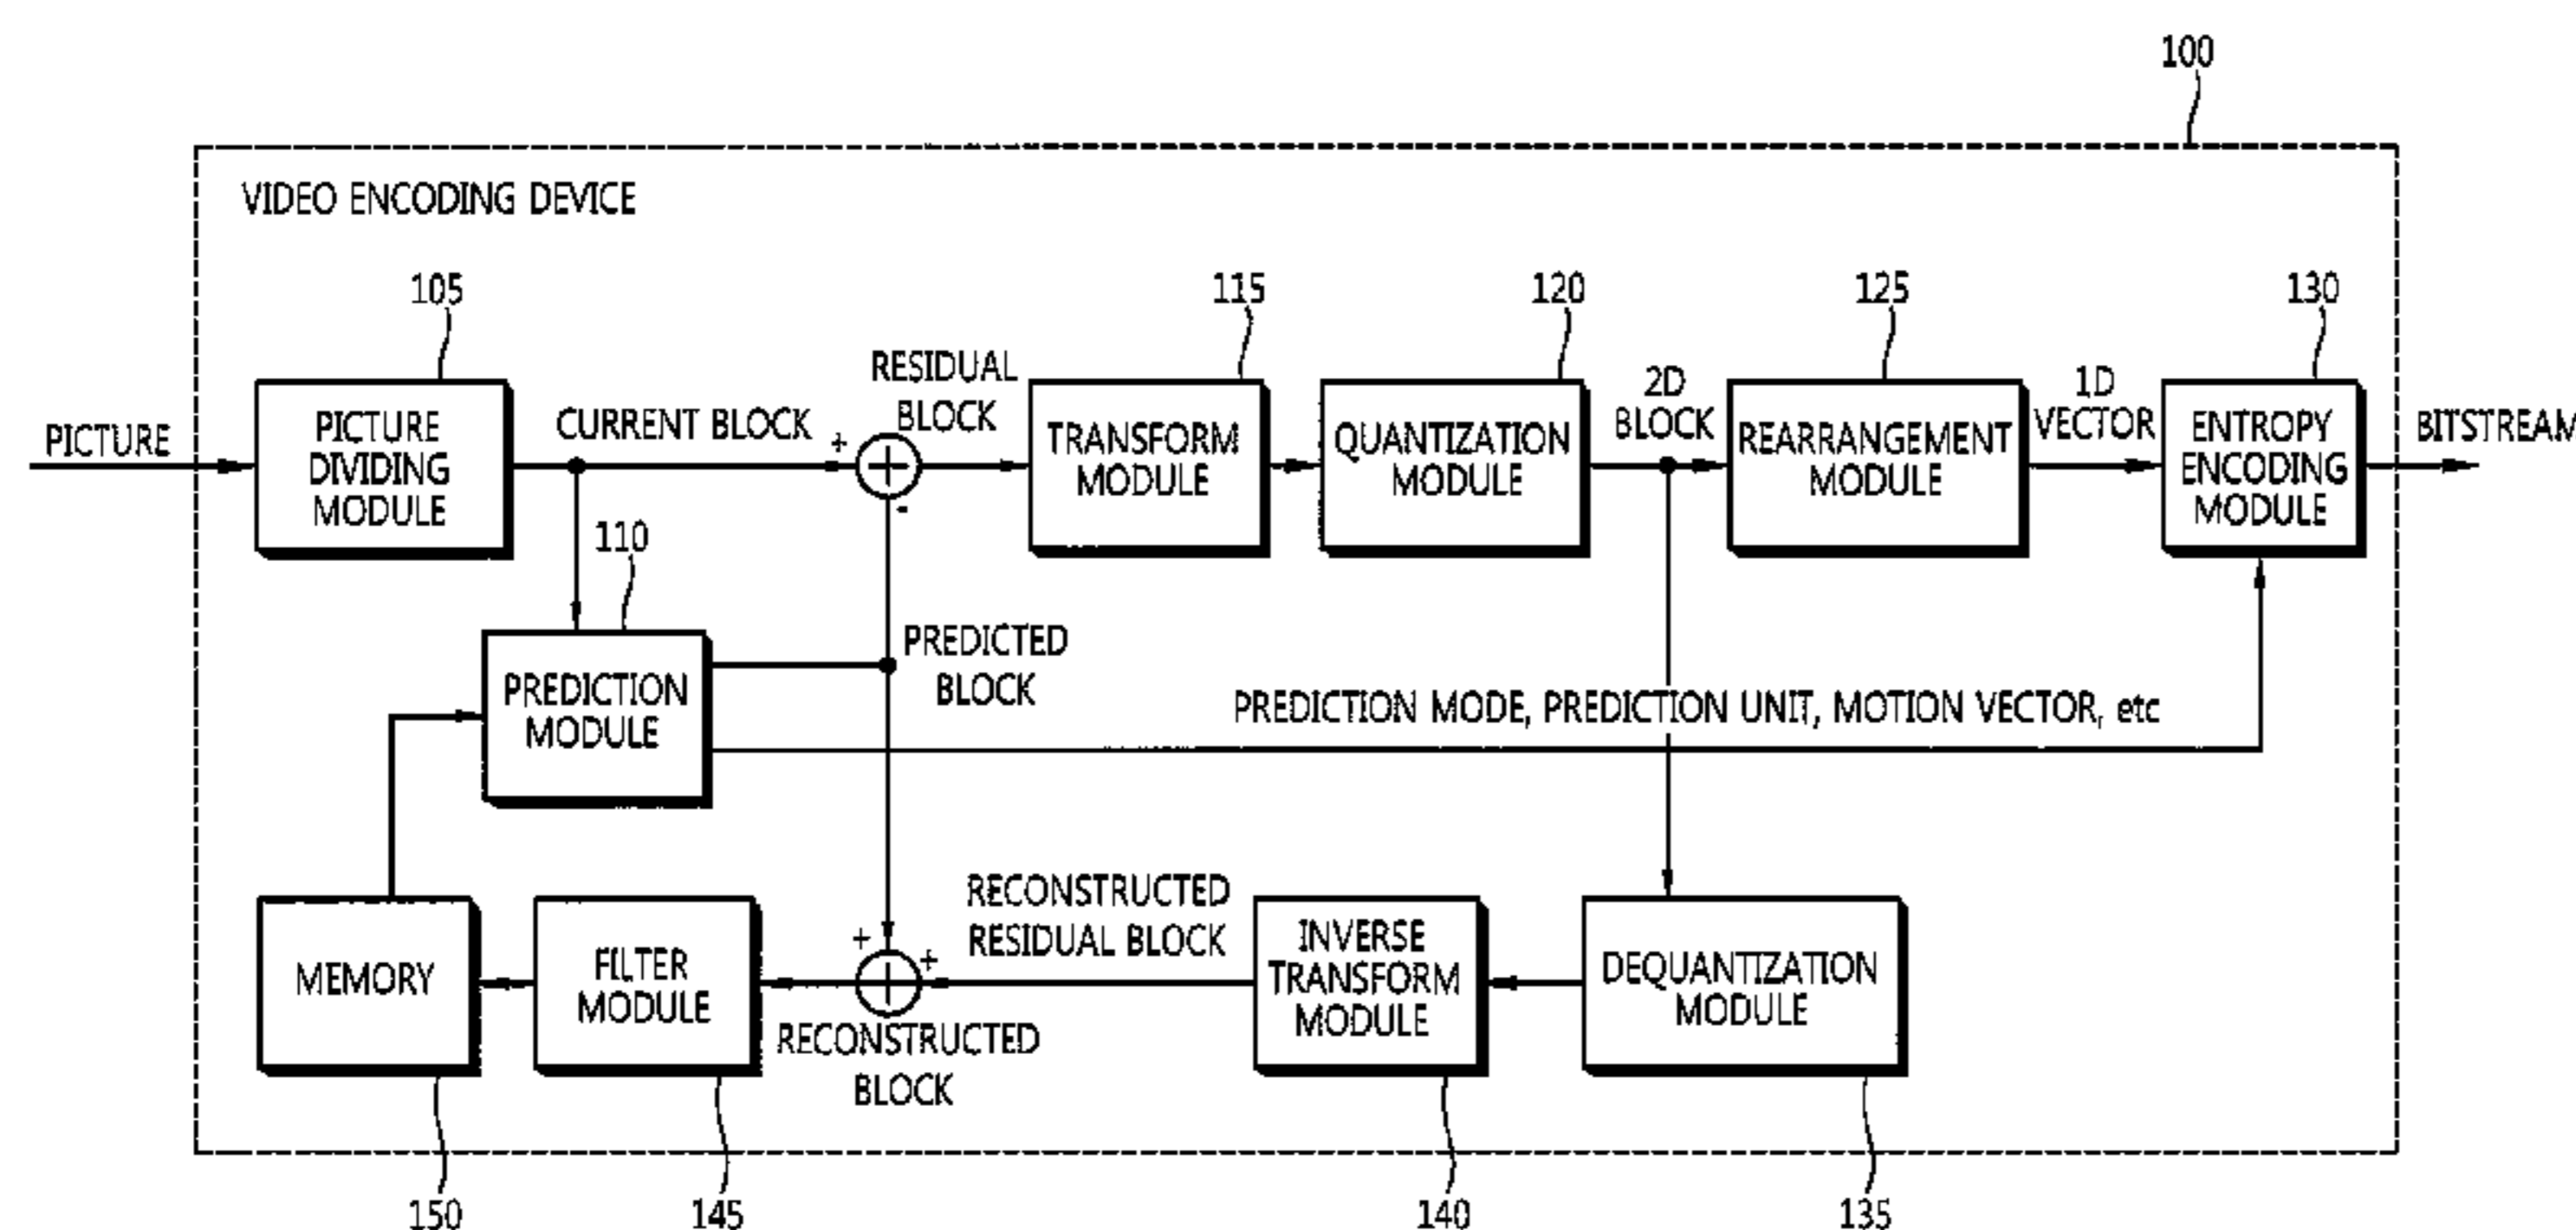 100
VIDEO ENCODING DEVICE
105
115
120
125
130
PICTURE
PICTURE
DIVIDING
MODULE
CURRENT BLOCK
+
-
RESIDUAL
BLOCK
TRANSFORM
MODULE
QUANTIZATION
MODULE
2D
BLOCK
REARRANGEMENT
MODULE
1D
VECTOR
ENTROPY
ENCODING
MODULE
BITSTREAM
110
PREDICTION
MODULE
PREDICTED
BLOCK
PREDICTION MODE, PREDICTION UNIT, MOTION VECTOR, etc
MEMORY
FILTER
MODULE
+
+
RECONSTRUCTED
BLOCK
RECONSTRUCTED
RESIDUAL BLOCK
INVERSE
TRANSFORM
MODULE
DEQUANTIZATION
MODULE
150
145
140
135